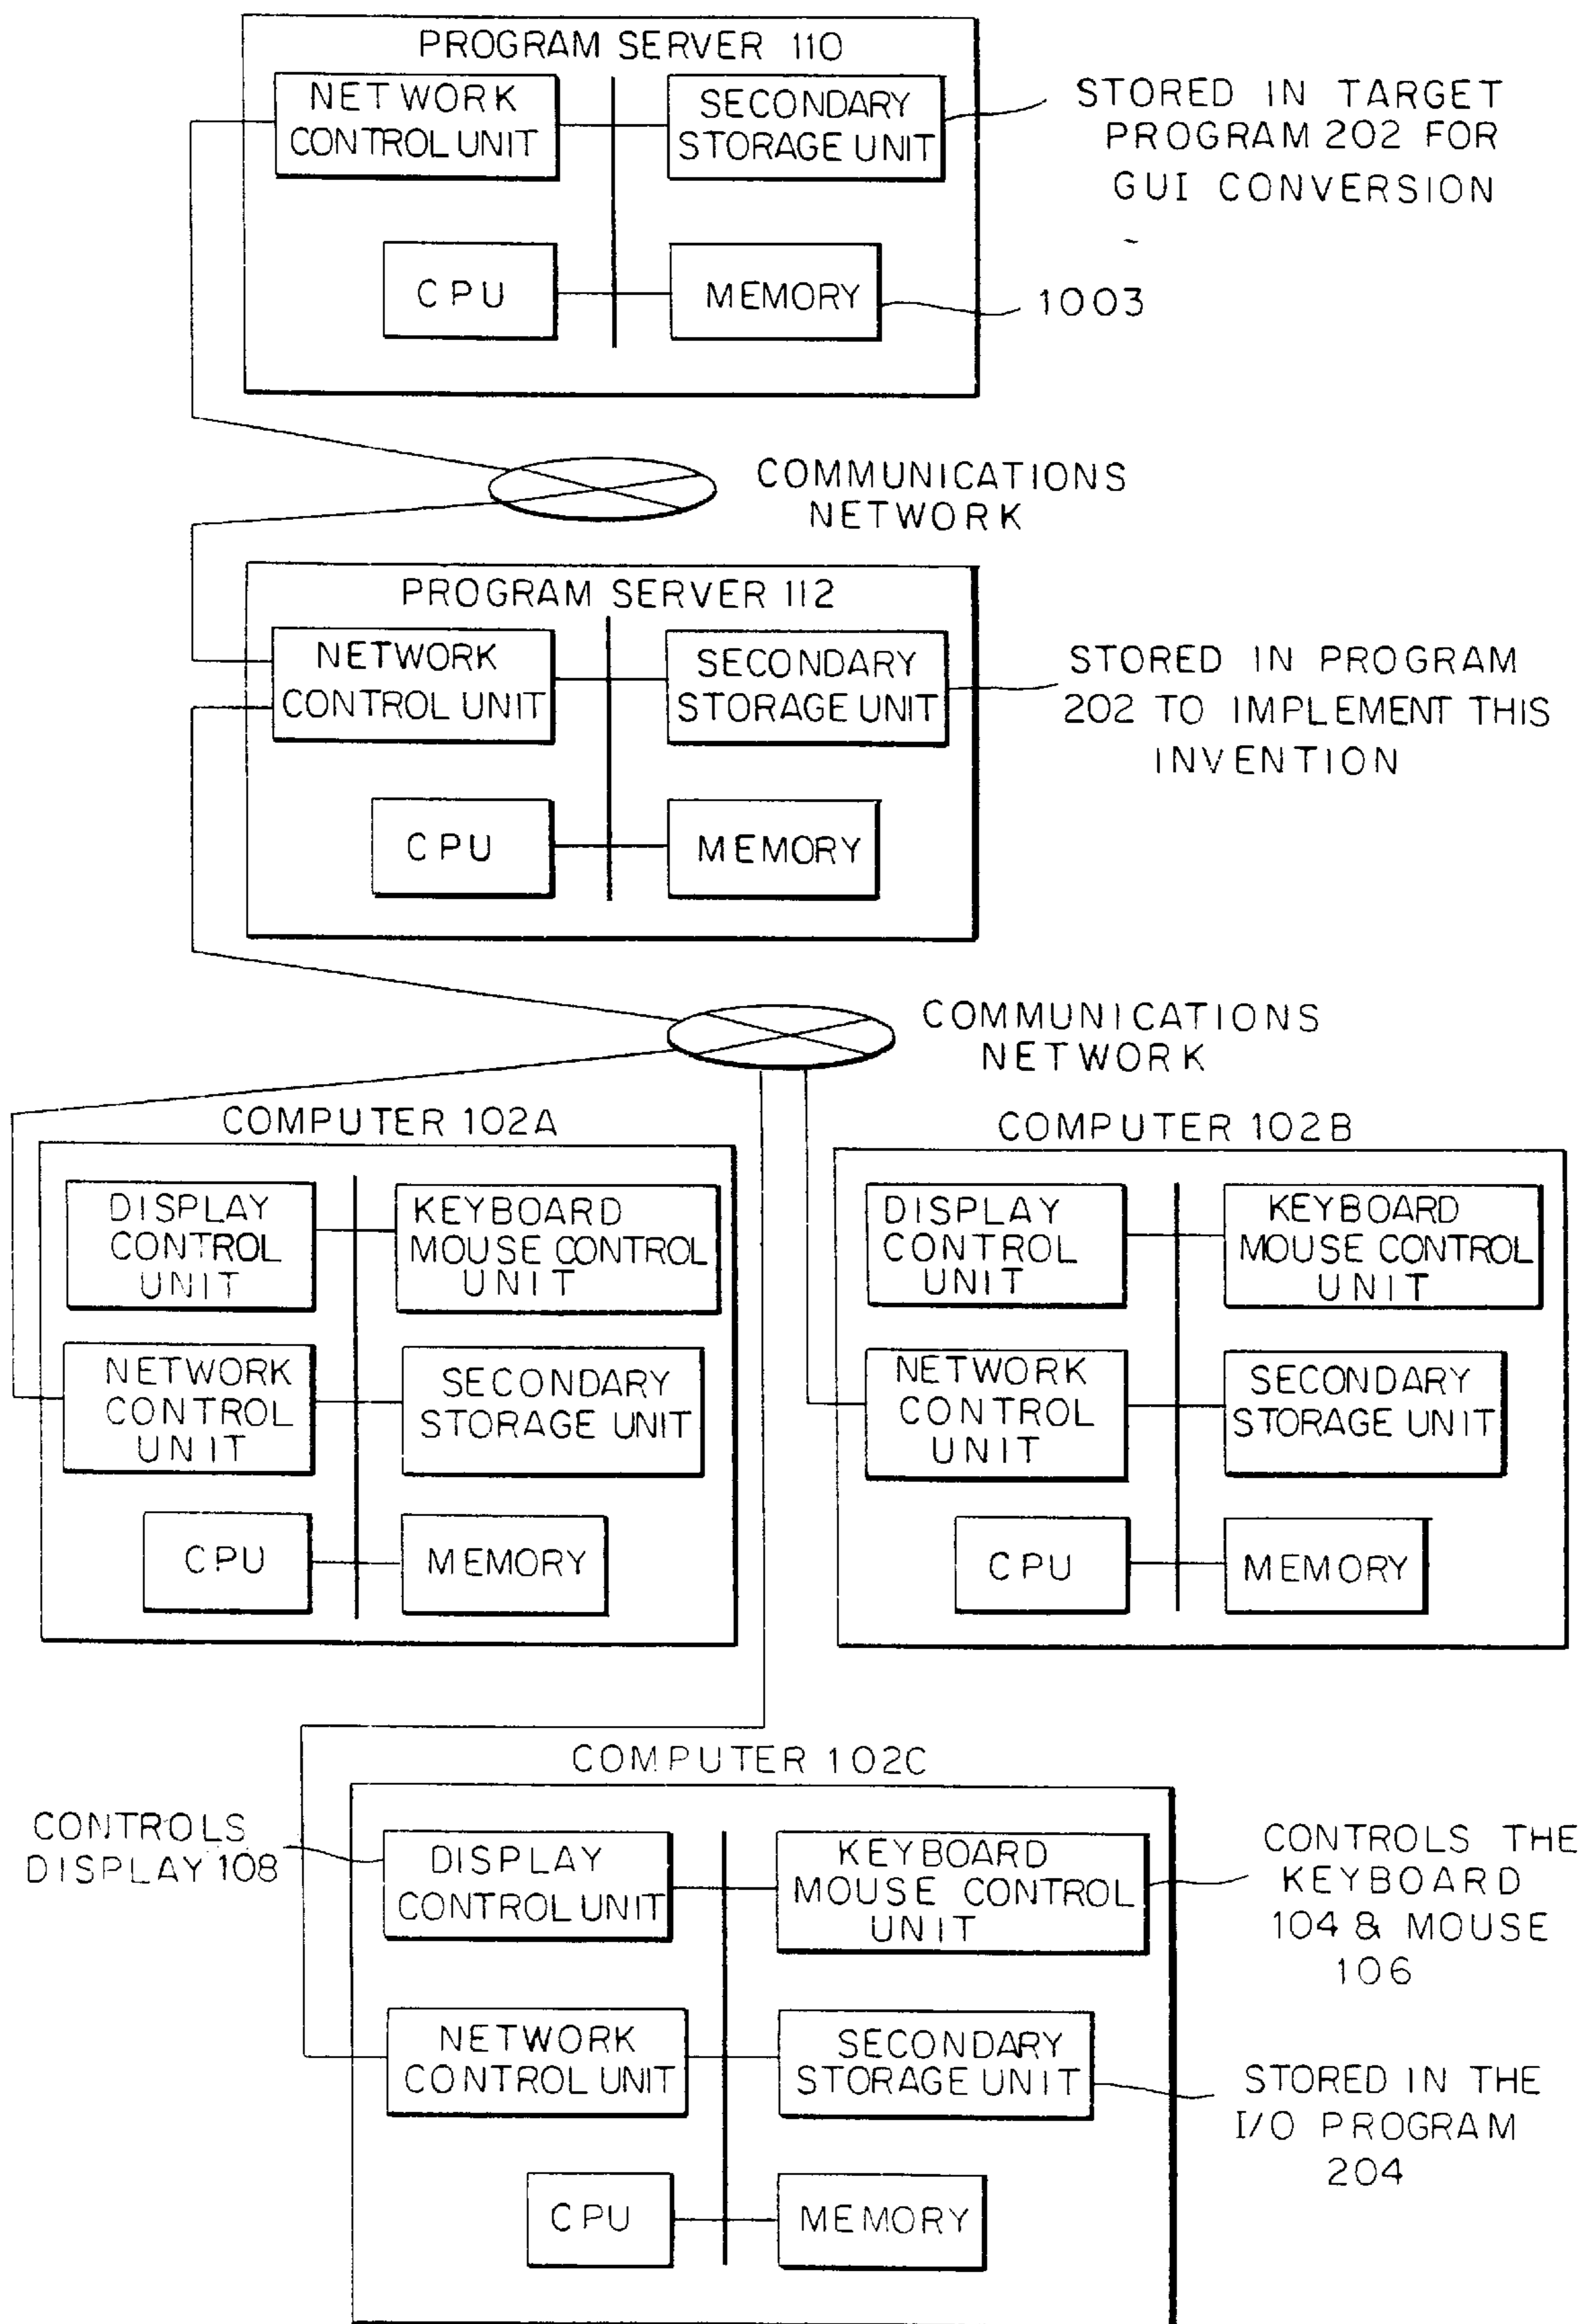 PROGRAM SERVER 110
NETWORK
CONTROL UNIT
SECONDARY
STORAGE UNIT
STORED IN TARGET
PROGRAM 202 FOR
GUI CONVERSION
CPU
MEMORY
1003
COMMUNICATIONS
NETWORK
PROGRAM SERVER 112
NETWORK
CONTROL UNIT
SECONDARY
STORAGE UNIT
STORED IN PROGRAM
202 TO IMPLEMENT THIS
INVENTION
CPU
MEMORY
COMMUNICATIONS
NETWORK
COMPUTER 102A
DISPLAY
CONTROL
UNIT
KEYBOARD
MOUSE CONTROL
UNIT
NETWORK
CONTROL
UNIT
SECONDARY
STORAGE UNIT
CPU
MEMORY
COMPUTER 102B
DISPLAY
CONTROL
UNIT
KEYBOARD
MOUSE CONTROL
UNIT
NETWORK
CONTROL
UNIT
SECONDARY
STORAGE UNIT
CPU
MEMORY
COMPUTER 102C
CONTROLS
DISPLAY 108
DISPLAY
CONTROL UNIT
KEYBOARD
MOUSE CONTROL
UNIT
CONTROLS THE
KEYBOARD
104 & MOUSE
106
NETWORK
CONTROL UNIT
SECONDARY
STORAGE UNIT
STORED IN THE
I/O PROGRAM
204
CPU
MEMORY